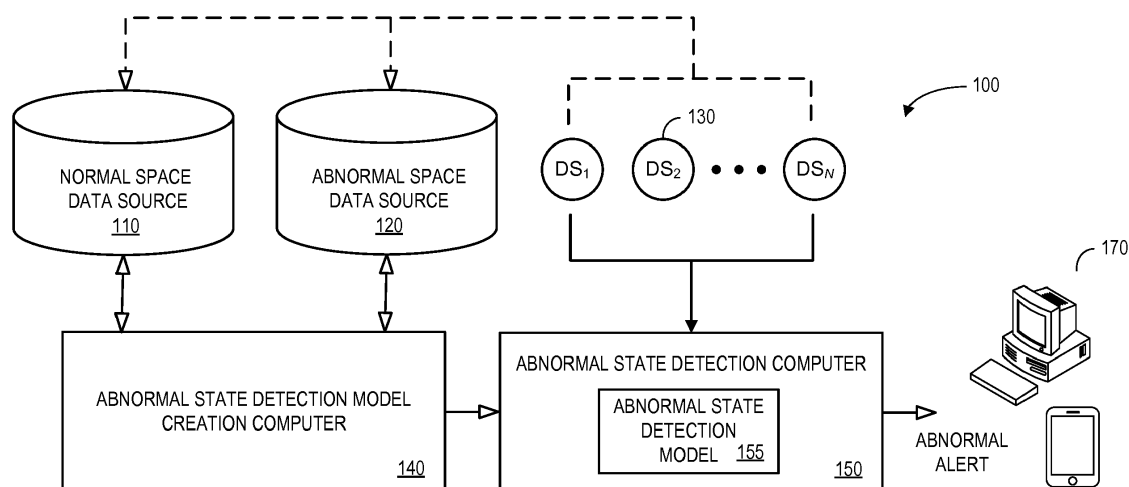 100
130
NORMAL SPACE
DATA SOURCE
110
ABNORMAL SPACE
DATA SOURCE
120
DS1
DS2
DSN
170
ABNORMAL STATE DETECTION MODEL
CREATION COMPUTER
140
ABNORMAL STATE DETECTION COMPUTER
ABNORMAL STATE
DETECTION
MODEL 155
150
ABNORMAL
ALERT